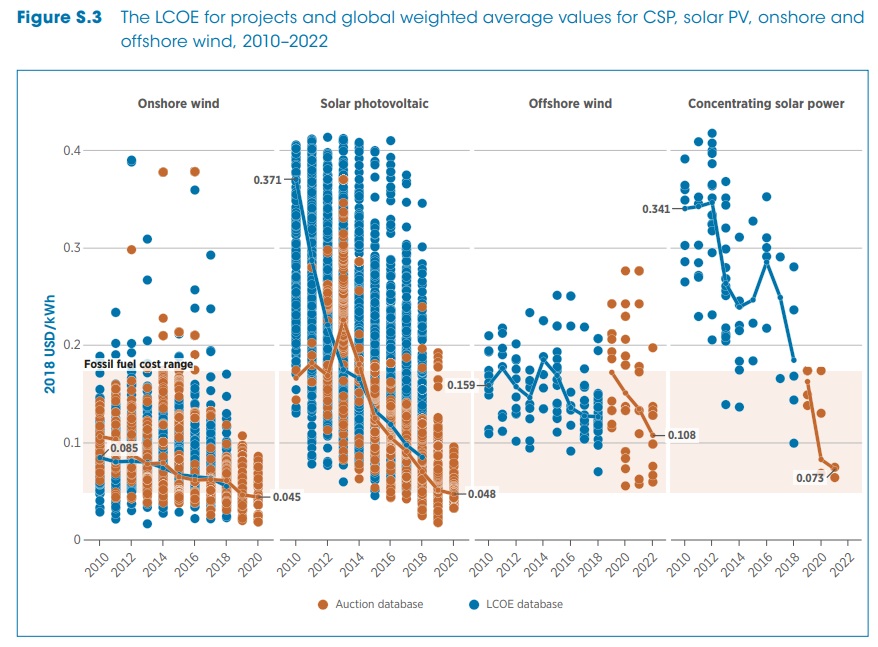 Figure S.3 The LCOE for projects and global weighted average values for CSP, solar PV, onshore and
offshore wind, 2010–2022
Onshore wind
Solar photovoltaic
Offshore wind
Concentrating solar power
2018 USD/kWh
0.4
0.3
0.2
0.1
0
Fossil fuel cost range
0.085
0.045
0.371
0.048
0.159
0.108
0.341
0.073
2010 2012 2014 2016 2018 2020
2010 2012 2014 2016 2018 2020
2010 2012 2014 2016 2018 2020 2022
2010 2012 2014 2016 2018 2020 2022
Auction database
LCOE database